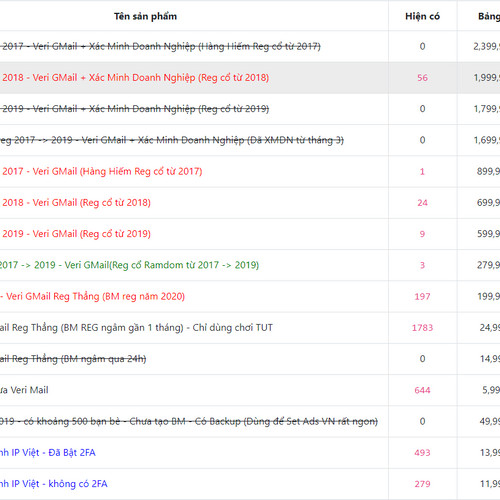 Tên sản phẩm Hiện có Bảng
2017 - Veri GMail + Xác Minh Doanh Nghiệp (Hàng Hiếm Reg cổ từ 2017) 0 2,399,
2018 - Veri GMail + Xác Minh Doanh Nghiệp (Reg cổ từ 2018) 56 1,999,
2019 - Veri GMail + Xác Minh Doanh Nghiệp (Reg cổ từ 2019) 0 1,799,
reg 2017 -> 2019 - Veri GMail + Xác Minh Doanh Nghiệp (Đã XMDN từ tháng 3) 0 1,699,
2017 - Veri GMail (Hàng Hiếm Reg cổ từ 2017) 1 899,9
2018 - Veri GMail (Reg cổ từ 2018) 24 699,9
2019 - Veri GMail (Reg cổ từ 2019) 9 599,9
2017 -> 2019 - Veri GMail(Reg cổ Ramdom từ 2017 -> 2019) 3 279,9
- Veri GMail Reg Thẳng (BM reg năm 2020) 197 199,9
ail Reg Thẳng (BM REG ngâm gần 1 tháng) - Chỉ dùng chơi TUT 1783 24,99
ail Reg Thẳng (BM ngâm qua 24h) 0 14,99
ưa Veri Mail 644 5,99
2019 - có khoảng 500 bạn bè - Chưa tạo BM - Có Backup (Dùng để Set Ads VN rất ngon) 0 49,99
nh IP Việt - Đã Bật 2FA 493 13,99
nh IP Việt - không có 2FA 279 11,99